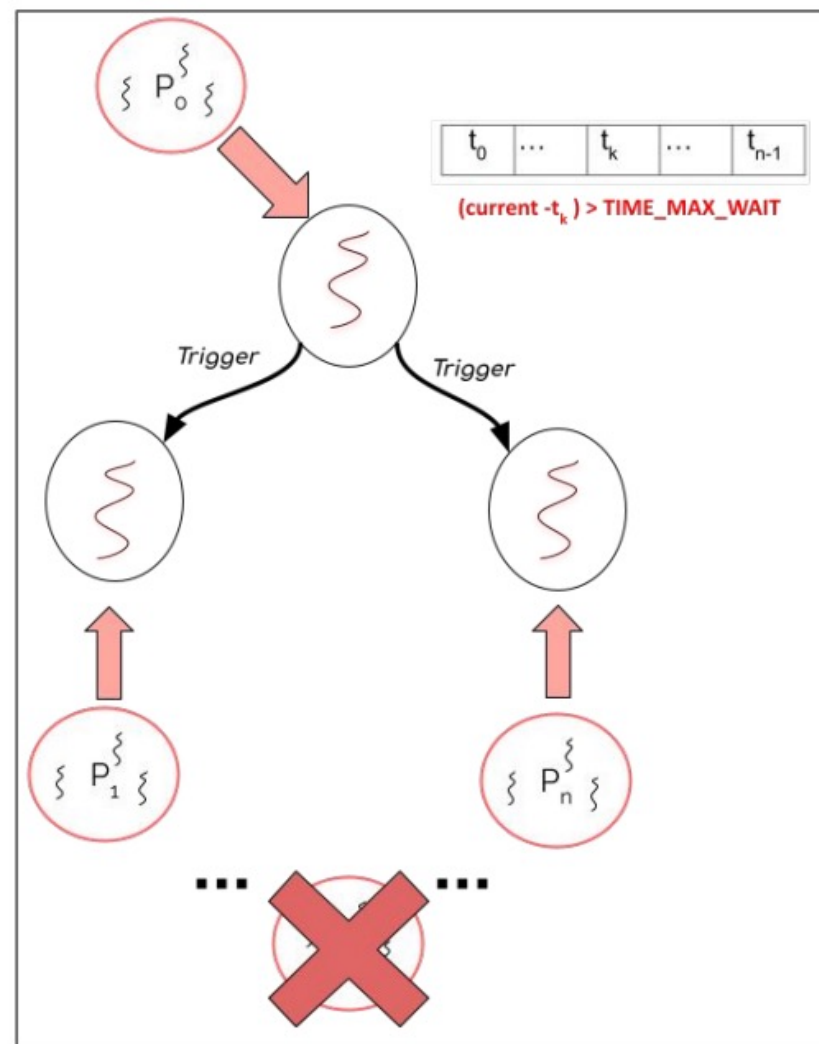 P₀
t₀ ... tₖ ... tₙ₋₁
(current -tₖ ) > TIME_MAX_WAIT
Trigger
Trigger
P₁
Pₙ
... ...